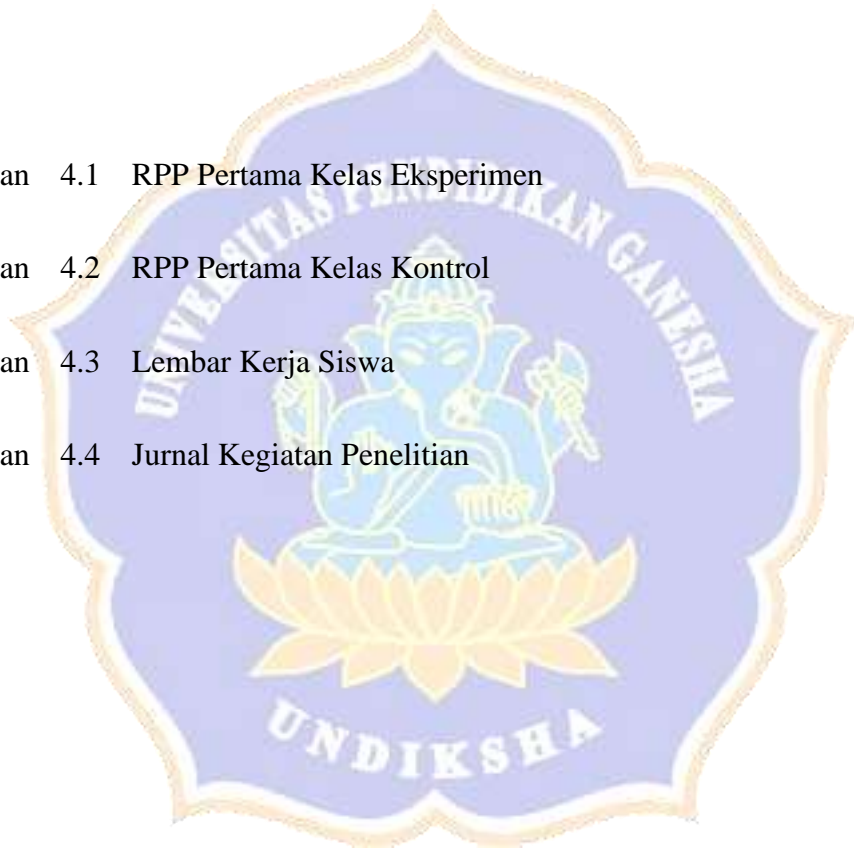 an 4.1 RPP Pertama Kelas Eksperimen
an 4.2 RPP Pertama Kelas Kontrol
an 4.3 Lembar Kerja Siswa
an 4.4 Jurnal Kegiatan Penelitian
UNIVERSITAS PENDIDIKAN GANESHA
UNDIKSHA